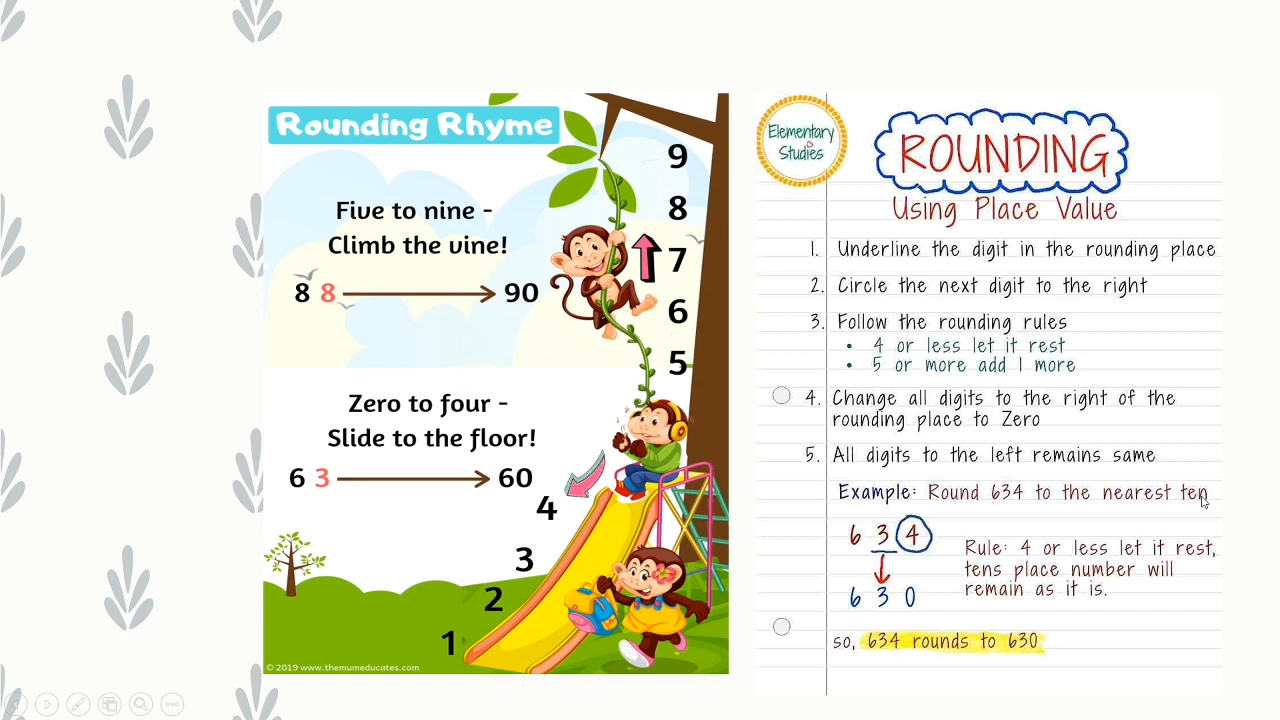 Rounding Rhyme
Five to nine -
Climb the vine!
8 8 90
Zero to four -
Slide to the floor!
6 3 60
9
8
7
6
5
4
3
2
1
© 2019 www.themumeducates.com
Elementary
Studies
ROUNDING
Using Place Value
1. Underline the digit in the rounding place
2. Circle the next digit to the right
3. Follow the rounding rules
• 4 or less let it rest
• 5 or more add 1 more
4. Change all digits to the right of the
rounding place to Zero
5. All digits to the left remains same
Example: Round 634 to the nearest ten
6 3 4
6 3 0
Rule: 4 or less let it rest,
tens place number will
remain as it is.
so, 634 rounds to 630